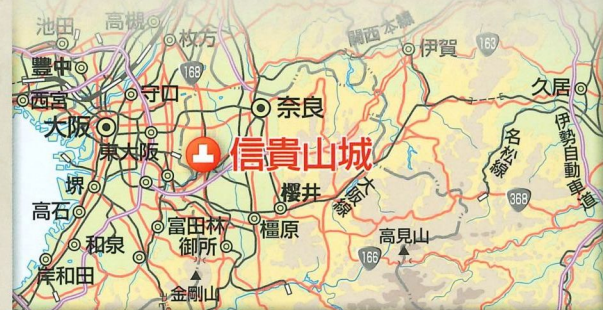 池田
高槻
枚方
関西本線
伊賀
163
豊中
168
久居
西宮
守口
奈良
大阪
東大阪
信貴山城
名松線
伊勢自動車道
堺
大阪線
桜井
368
高石
富田林
橿原
高見山
和泉
御所
166
岸和田
金剛山